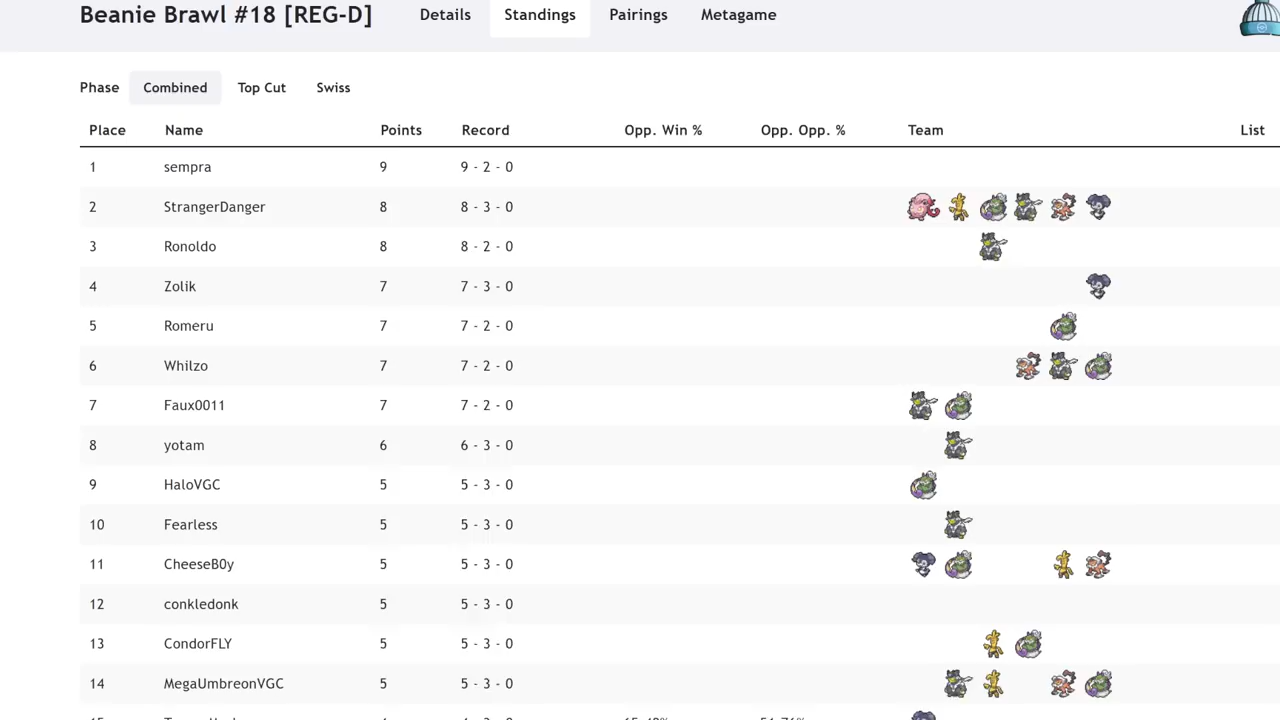 Beanie Brawl #18 [REG-D] Details Standings Pairings Metagame
Phase Combined Top Cut Swiss
Place Name Points Record Opp. Win % Opp. Opp. % Team List
1 sempra 9 9 - 2 - 0
2 StrangerDanger 8 8 - 3 - 0
3 Ronoldo 8 8 - 2 - 0
4 Zolik 7 7 - 3 - 0
5 Romeru 7 7 - 2 - 0
6 Whilzo 7 7 - 2 - 0
7 Faux0011 7 7 - 2 - 0
8 yotam 6 6 - 3 - 0
9 HaloVGC 5 5 - 3 - 0
10 Fearless 5 5 - 3 - 0
11 CheeseB0y 5 5 - 3 - 0
12 conkledonk 5 5 - 3 - 0
13 CondorFLY 5 5 - 3 - 0
14 MegaUmbreonVGC 5 5 - 3 - 0